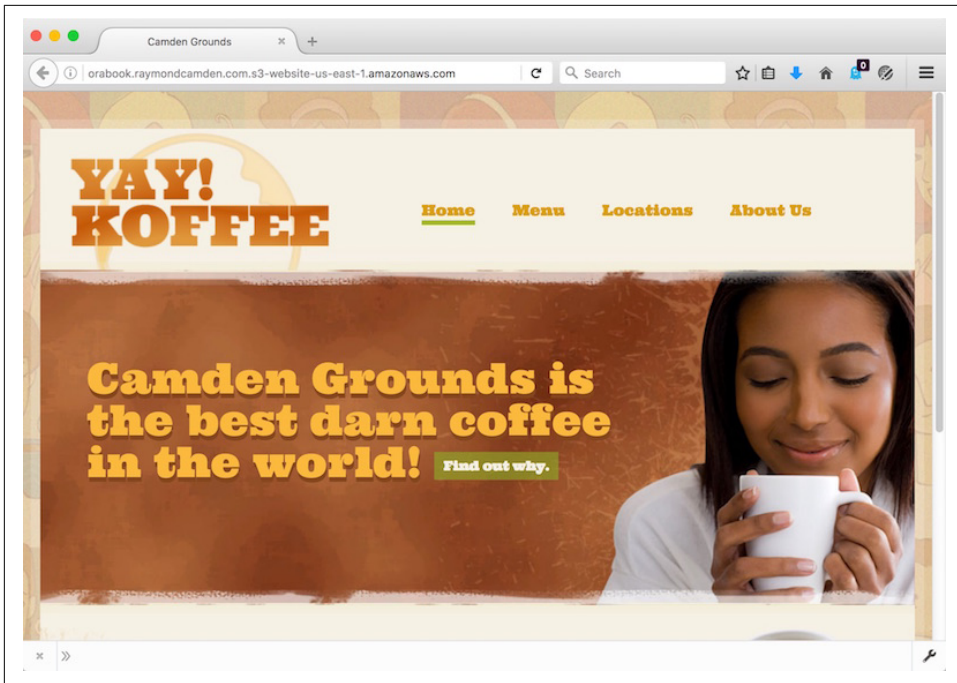 Camden Grounds
orabook.raymondcamden.com.s3-website-us-east-1.amazonaws.com
Search
0
YAY!
KOFFEE
Home Menu Locations About Us
Camden Grounds is
the best darn coffee
in the world! Find out why.